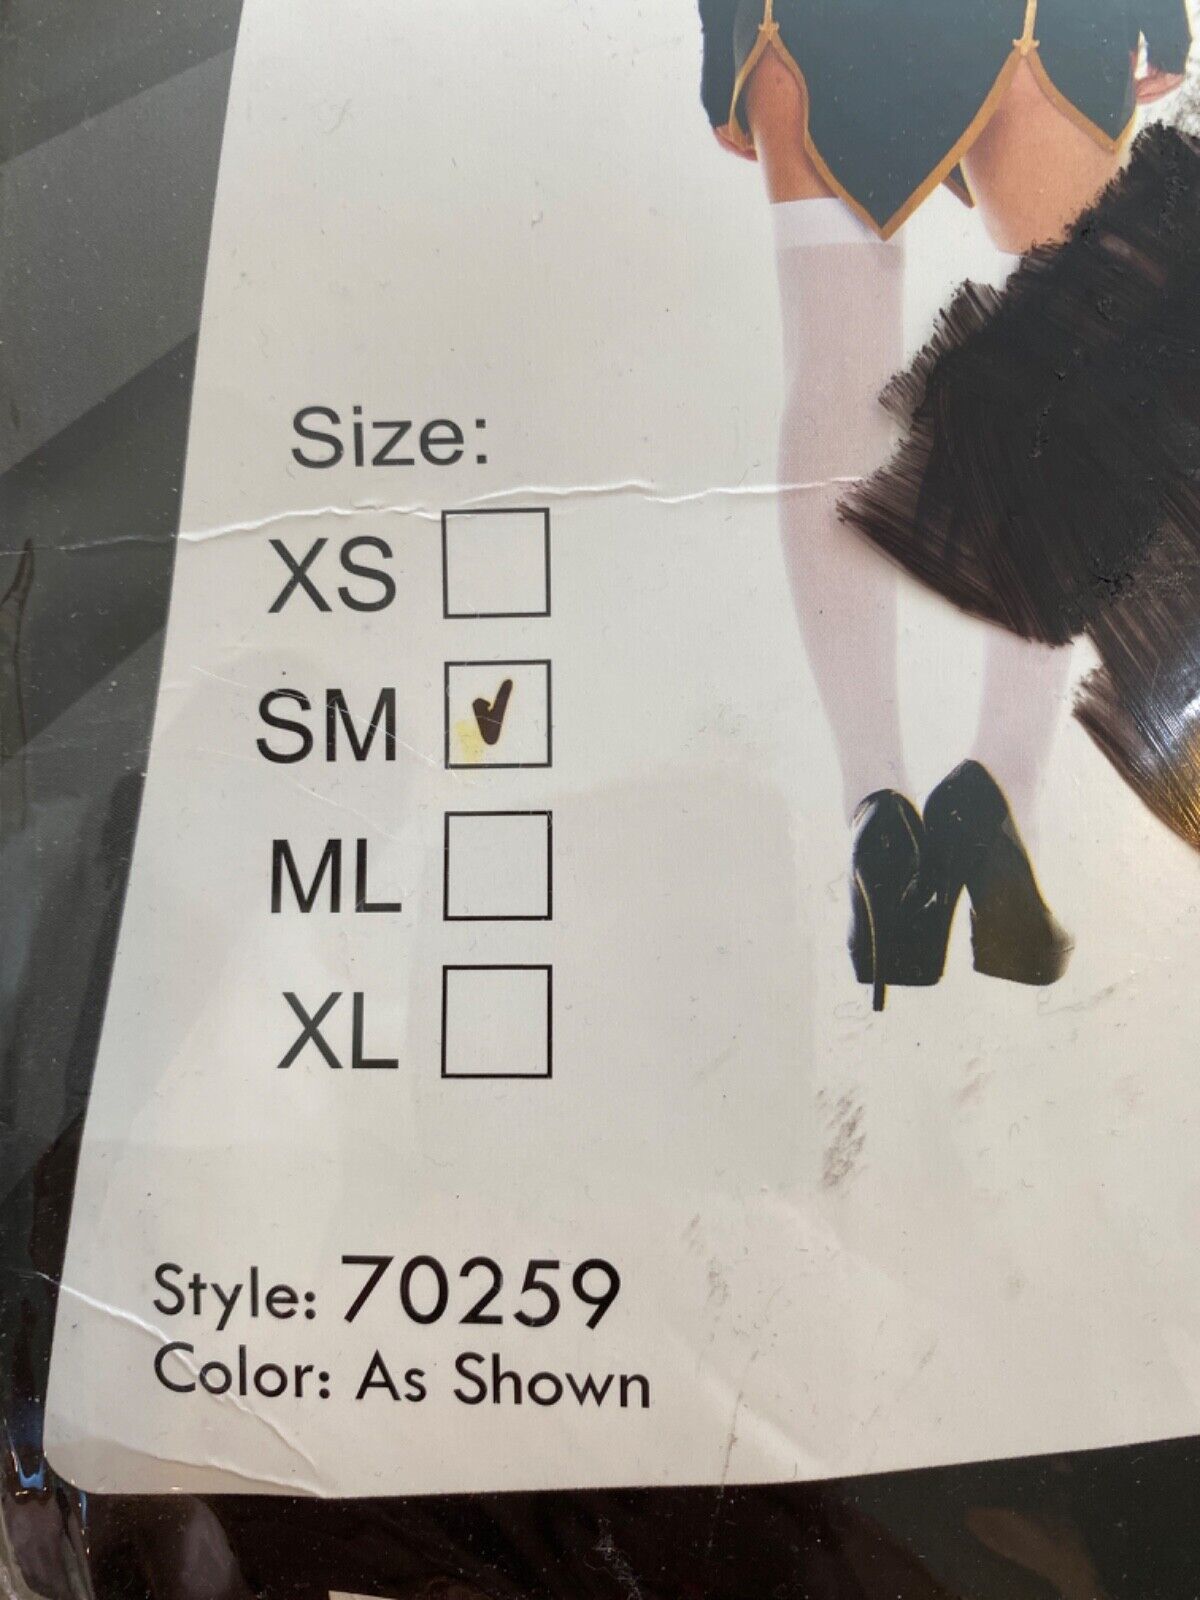 Size:
XS
SM ✓
ML
XL
Style: 70259
Color: As Shown